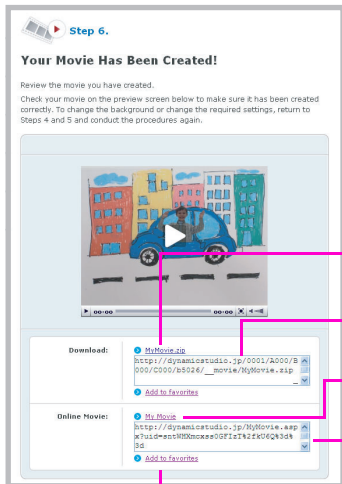 Step 6.
Your Movie Has Been Created!
Review the movie you have created.
Check your movie on the preview screen below to make sure it has been created
correctly. To change the background or change the required settings, return to
Steps 4 and 5 and conduct the procedures again.
00:00 00:00
Download:
MyMovie.zip
http://dynamicstudio.jp/0001/A000/B
000/C000/b5026/__movie/MyMovie.zip
Add to favorites
Online Movie:
My Movie
http://dynamicstudio.jp/MyMovie.asp
x?uid=sntWMXmcxss0GFIzT%2fkU6Q%3d%
3d
Add to favorites